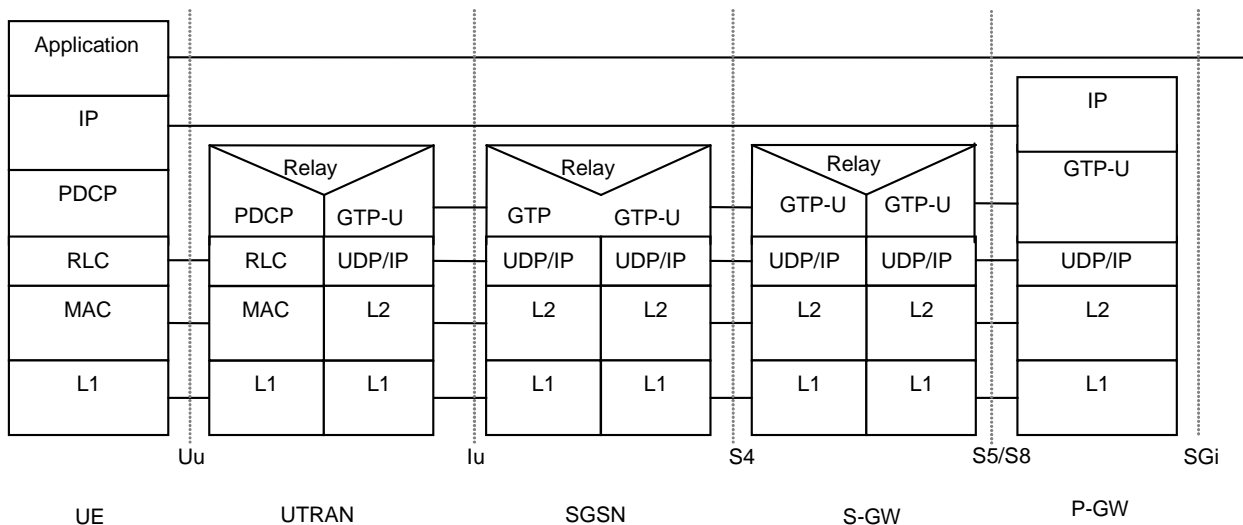 Application
IP
PDCP
RLC
MAC
L1
Relay
PDCP GTP-U
RLC UDP/IP
MAC L2
L1 L1
Relay
GTP GTP-U
UDP/IP UDP/IP
L2 L2
L1 L1
Relay
GTP-U GTP-U
UDP/IP UDP/IP
L2 L2
L1 L1
IP
GTP-U
UDP/IP
L2
L1
Uu Iu S4 S5/S8 SGi
UE UTRAN SGSN S-GW P-GW